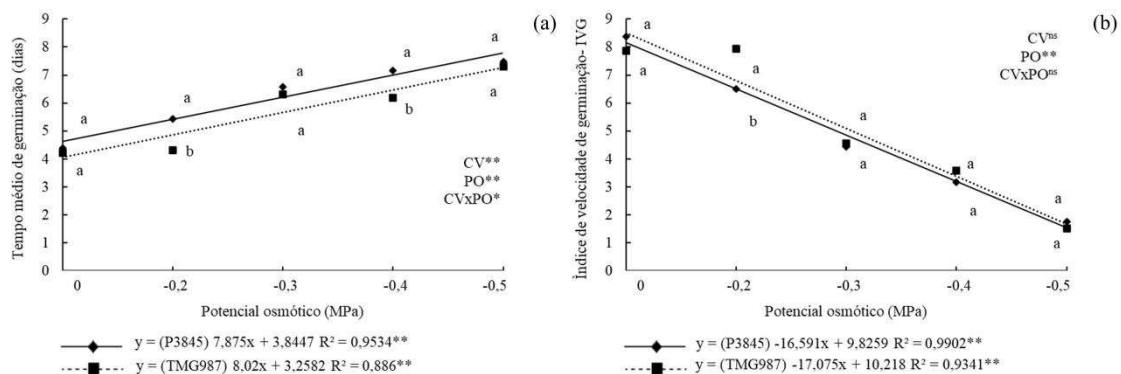 (a)
Tempo médio de germinação (dias)
9
8
7
6
5
4
3
2
1
0
a
a
a
a
a
a
b
a
b
a
CV**
PO**
CVxPO*
0
-0,2
-0,3
-0,4
-0,5
Potencial osmótico (MPa)
y = (P3845) 7,875x + 3,8447 R² = 0,9534**
y = (TMG987) 8,02x + 3,2582 R² = 0,886**
(b)
Índice de velocidade de germinação- IVG
9
8
7
6
5
4
3
2
1
0
a
a
a
b
a
a
a
a
a
a
CVns
PO**
CVxPOns
0
-0,2
-0,3
-0,4
-0,5
Potencial osmótico (MPa)
y = (P3845) -16,591x + 9,8259 R² = 0,9902**
y = (TMG987) -17,075x + 10,218 R² = 0,9341**